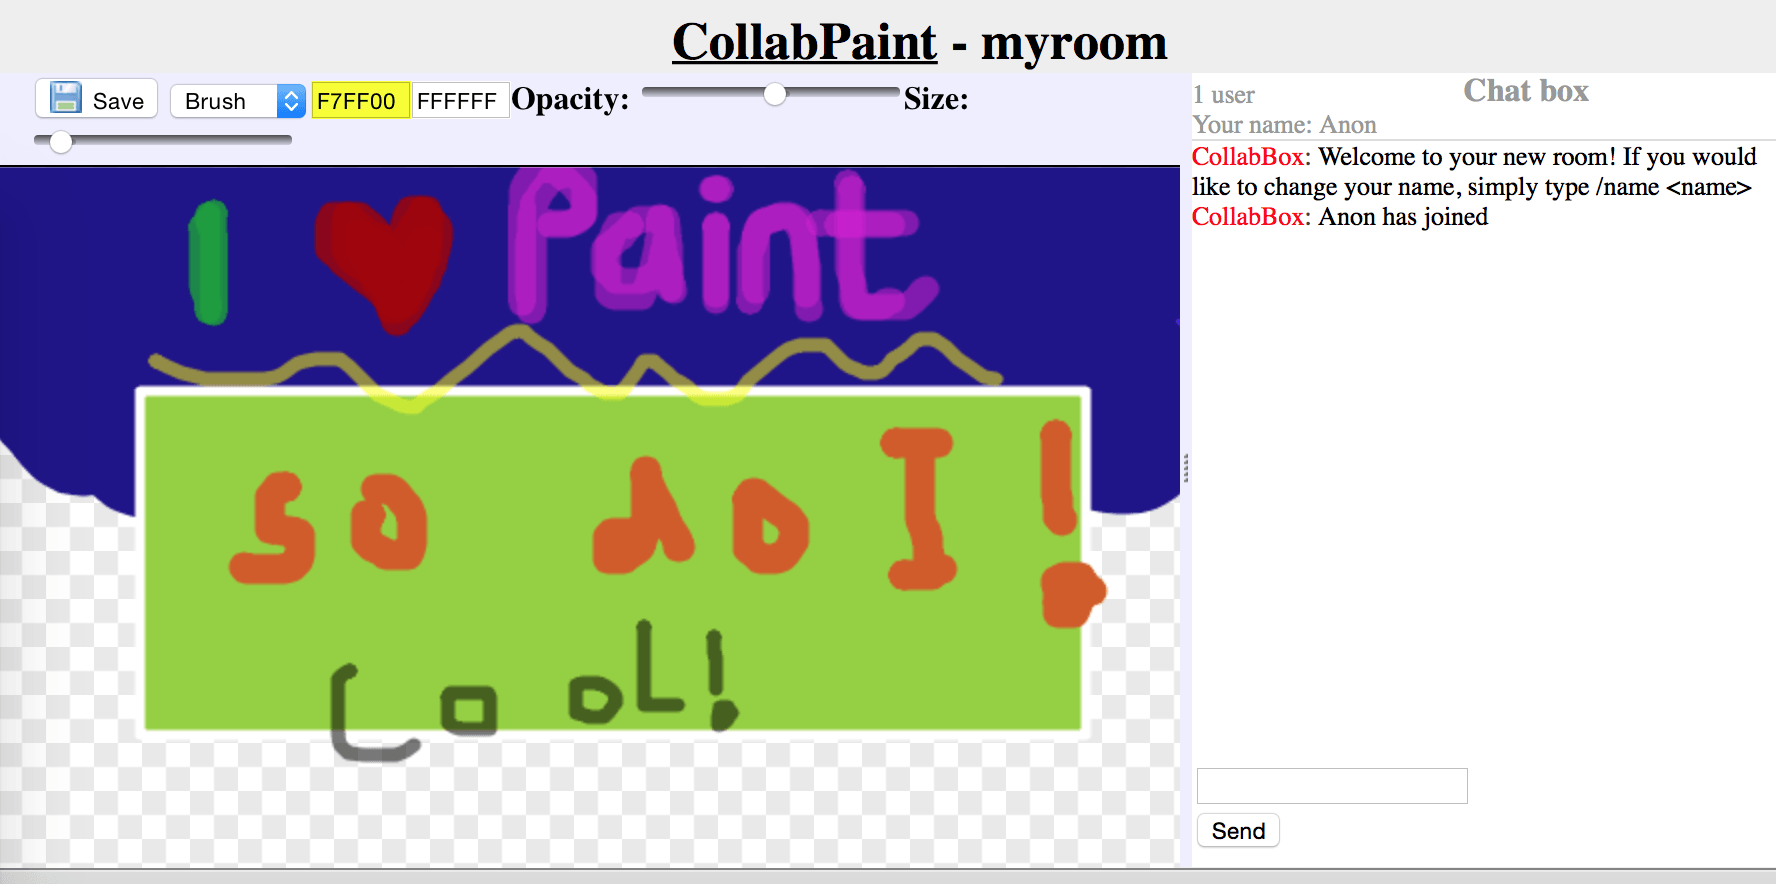 CollabPaint - myroom
Save Brush F7FF00 FFFFFF Opacity: Size:
I ❤ Paint
so do I!
CooL!
1 user
Chat box
Your name: Anon
CollabBox: Welcome to your new room! If you would
like to change your name, simply type /name <name>
CollabBox: Anon has joined
Send